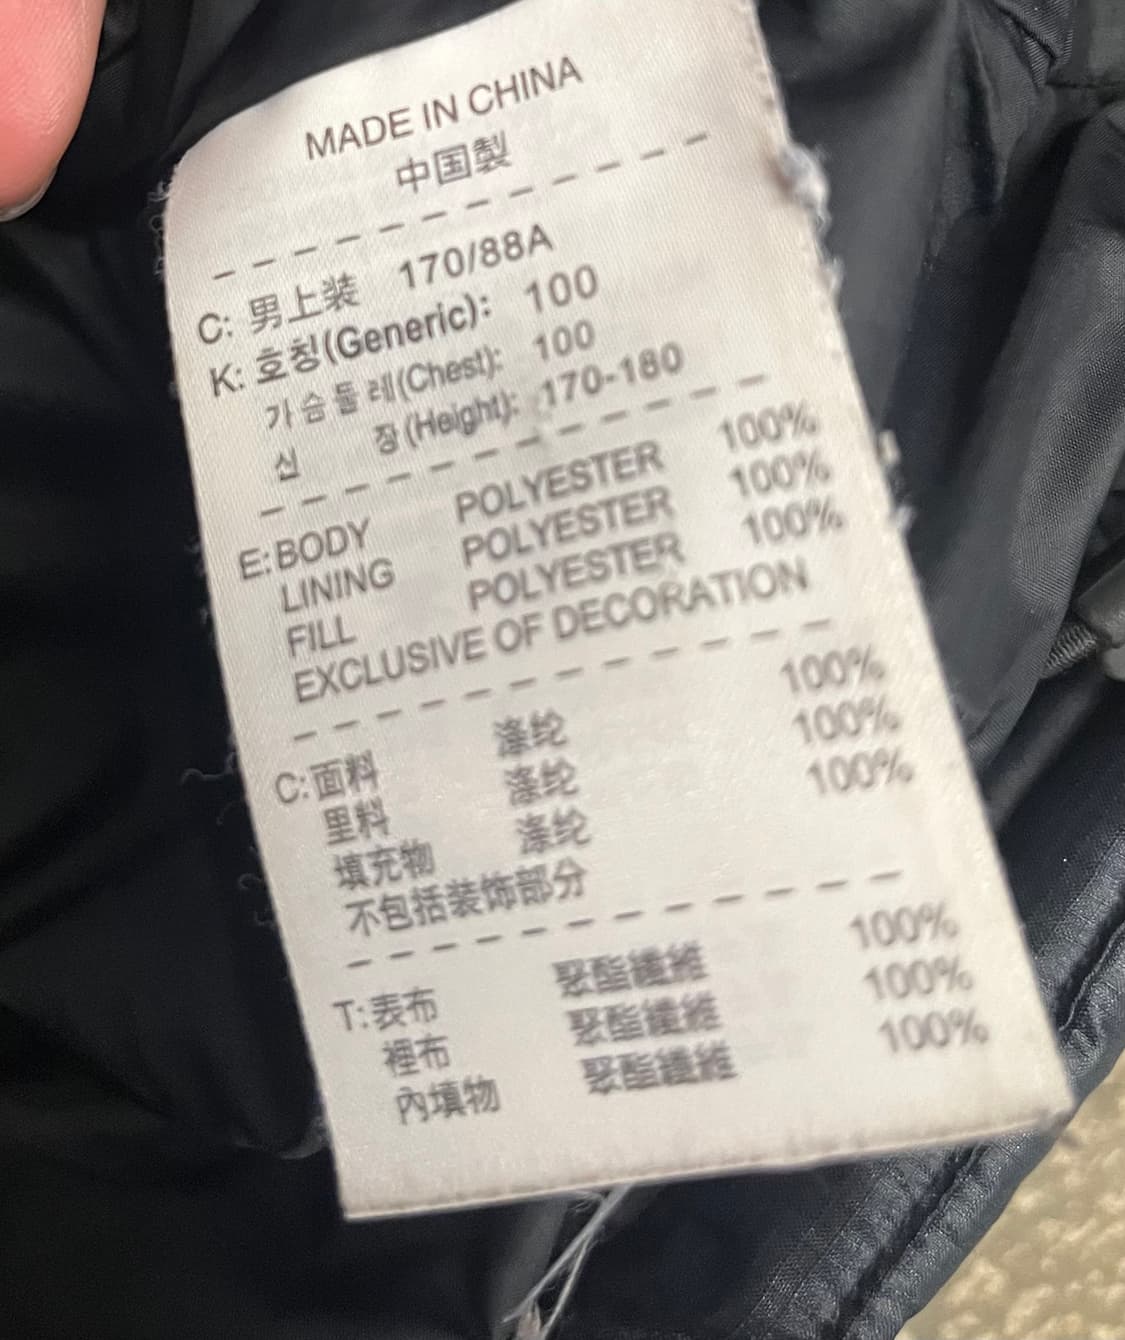 MADE IN CHINA
中国製
C: 男上装 170/88A
K: 호칭(Generic): 100
가슴둘레(Chest): 100
신 장(Height): 170-180
E: BODY POLYESTER 100%
LINING POLYESTER 100%
FILL POLYESTER 100%
EXCLUSIVE OF DECORATION
C: 面料 涤纶 100%
里料 涤纶 100%
填充物 涤纶 100%
不包括装饰部分
T: 表布 聚酯纖維 100%
裡布 聚酯纖維 100%
內填物 聚酯纖維 100%